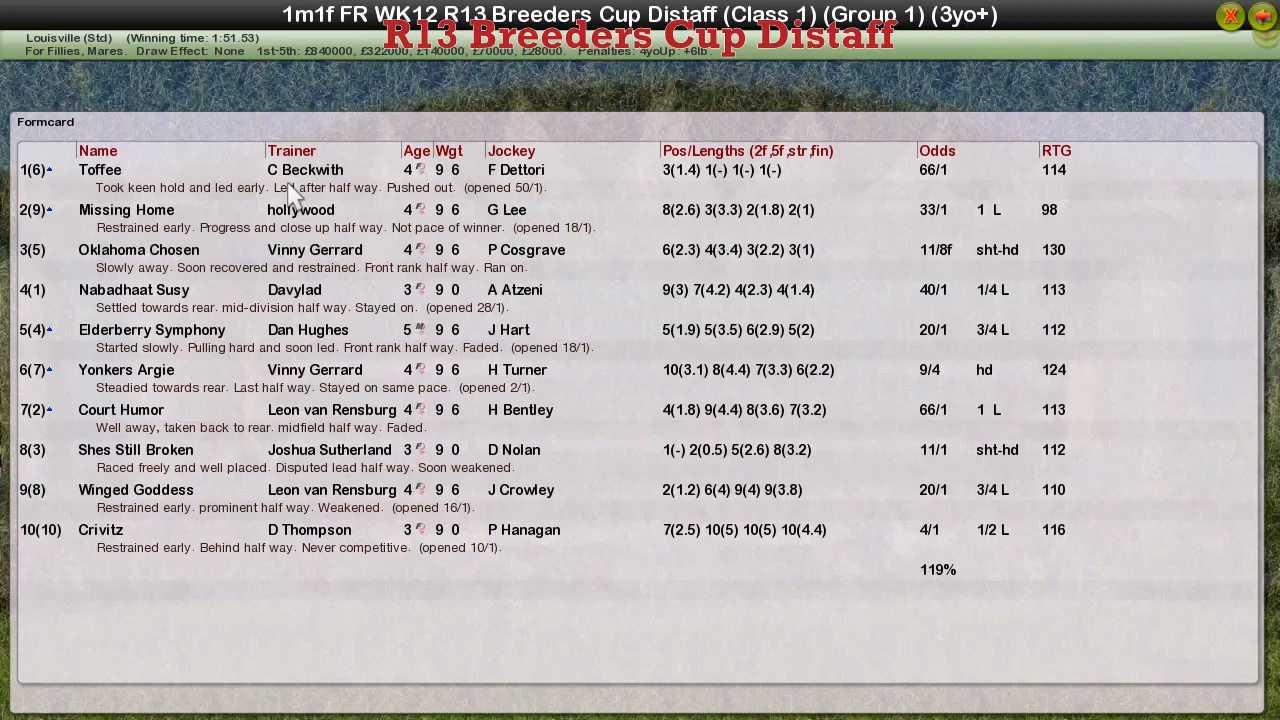 1m1f FR WK12 R13 Breeders Cup Distaff (Class 1) (Group 1) (3yo+)
R13 Breeders Cup Distaff
Louisville (Std) (Winning time: 1:51.53)
For Fillies, Mares. Draw Effect: None 1st-5th: £840000, £322000, £140000, £70000, £28000. Penalties: 4yoUp: +6lb.
Formcard
Name Trainer Age Wgt Jockey Pos/Lengths (2f,5f,str,fin) Odds RTG
1(6) Toffee C Beckwith 4 9 6 F Dettori 3(1.4) 1(-) 1(-) 1(-) 66/1 114
Took keen hold and led early. Led after half way. Pushed out. (opened 50/1).
2(9) Missing Home hollywood 4 9 6 G Lee 8(2.6) 3(3.3) 2(1.8) 2(1) 33/1 1 L 98
Restrained early. Progress and close up half way. Not pace of winner. (opened 18/1).
3(5) Oklahoma Chosen Vinny Gerrard 4 9 6 P Cosgrave 6(2.3) 4(3.4) 3(2.2) 3(1) 11/8f sht-hd 130
Slowly away. Soon recovered and restrained. Front rank half way. Ran on.
4(1) Nabadhaat Susy Davylad 3 9 0 A Atzeni 9(3) 7(4.2) 4(2.3) 4(1.4) 40/1 1/4 L 113
Settled towards rear. mid-division half way. Stayed on. (opened 28/1).
5(4) Elderberry Symphony Dan Hughes 5 9 6 J Hart 5(1.9) 5(3.5) 6(2.9) 5(2) 20/1 3/4 L 112
Started slowly. Pulling hard and soon led. Front rank half way. Faded. (opened 18/1).
6(7) Yonkers Argie Vinny Gerrard 4 9 6 H Turner 10(3.1) 8(4.4) 7(3.3) 6(2.2) 9/4 hd 124
Steadied towards rear. Last half way. Stayed on same pace. (opened 2/1).
7(2) Court Humor Leon van Rensburg 4 9 6 H Bentley 4(1.8) 9(4.4) 8(3.6) 7(3.2) 66/1 1 L 113
Well away, taken back to rear. midfield half way. Faded.
8(3) Shes Still Broken Joshua Sutherland 3 9 0 D Nolan 1(-) 2(0.5) 5(2.6) 8(3.2) 11/1 sht-hd 112
Raced freely and well placed. Disputed lead half way. Soon weakened.
9(8) Winged Goddess Leon van Rensburg 4 9 6 J Crowley 2(1.2) 6(4) 9(4) 9(3.8) 20/1 3/4 L 110
Restrained early. prominent half way. Weakened. (opened 16/1).
10(10) Crivitz D Thompson 3 9 0 P Hanagan 7(2.5) 10(5) 10(5) 10(4.4) 4/1 1/2 L 116
Restrained early. Behind half way. Never competitive. (opened 10/1).
119%